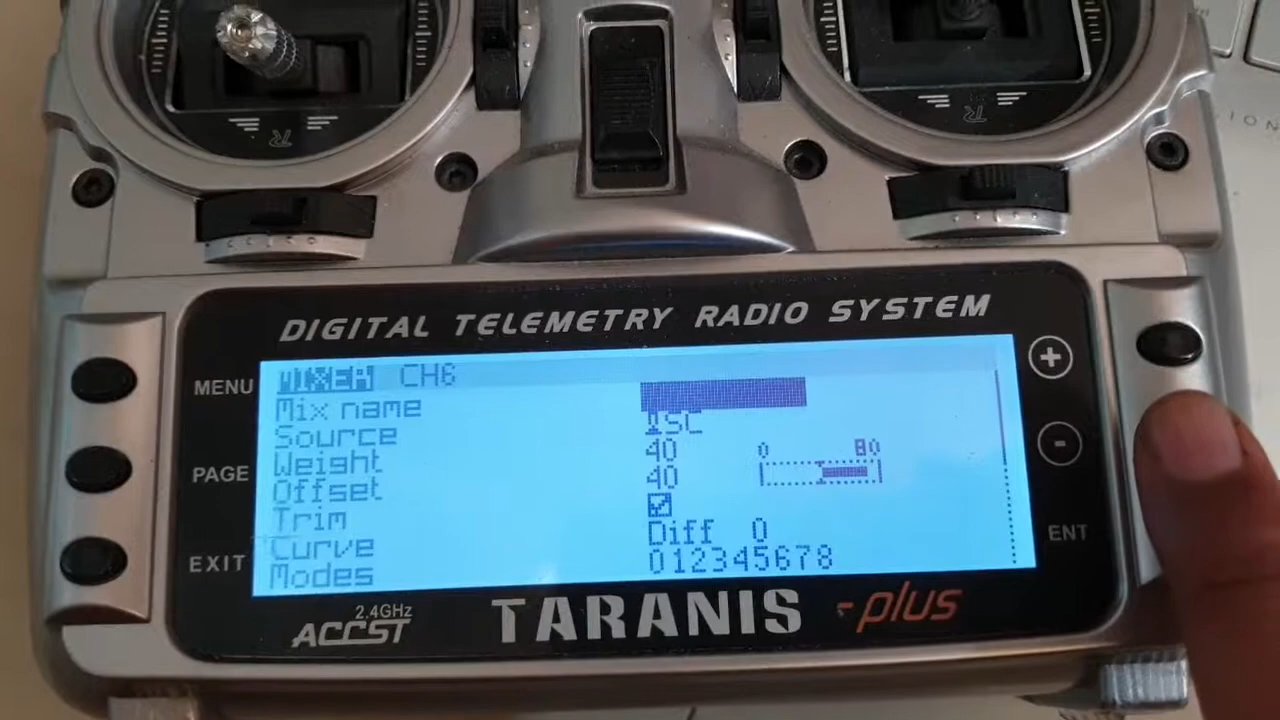 DIGITAL TELEMETRY RADIO SYSTEM
MENU
PAGE
EXIT
MIXER CH6
Mix name
Source SC
Weight 40 0 80
Offset 40
Trim
Curve Diff 0
Modes 012345678
+
-
ENT
2.4GHz
ACCST
TARANIS
plus